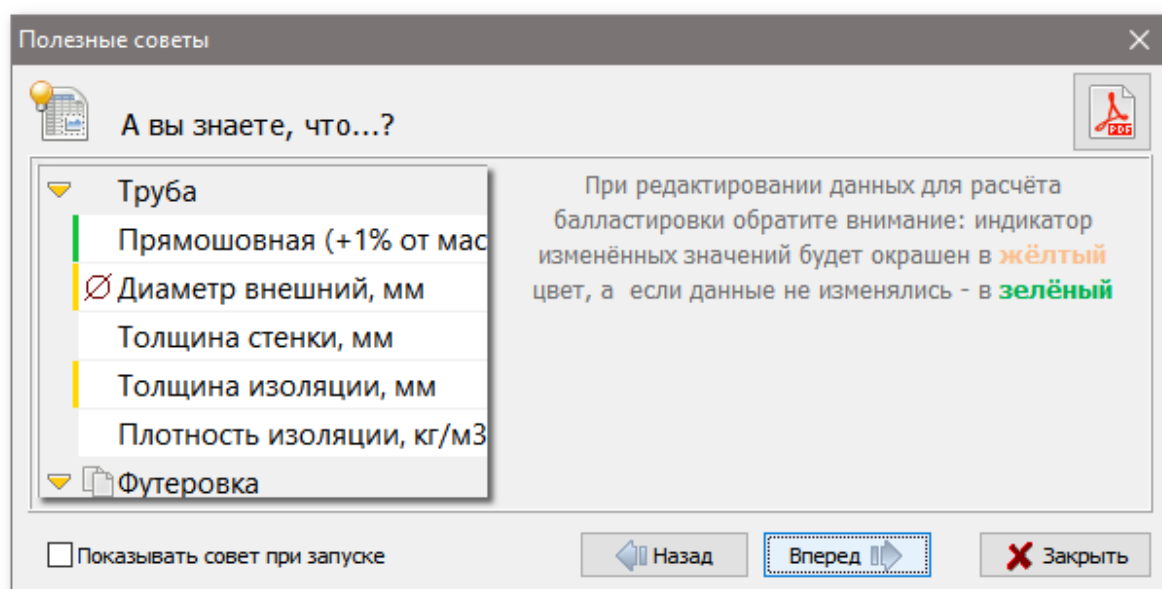 Полезные советы
А вы знаете, что...?
PDF
Труба
Прямошовная (+1% от мас
Диаметр внешний, мм
Толщина стенки, мм
Толщина изоляции, мм
Плотность изоляции, кг/м3
Футеровка
При редактировании данных для расчёта
балластировки обратите внимание: индикатор
изменённых значений будет окрашен в жёлтый
цвет, а если данные не изменялись - в зелёный
Показывать совет при запуске
Назад
Вперед
Закрыть